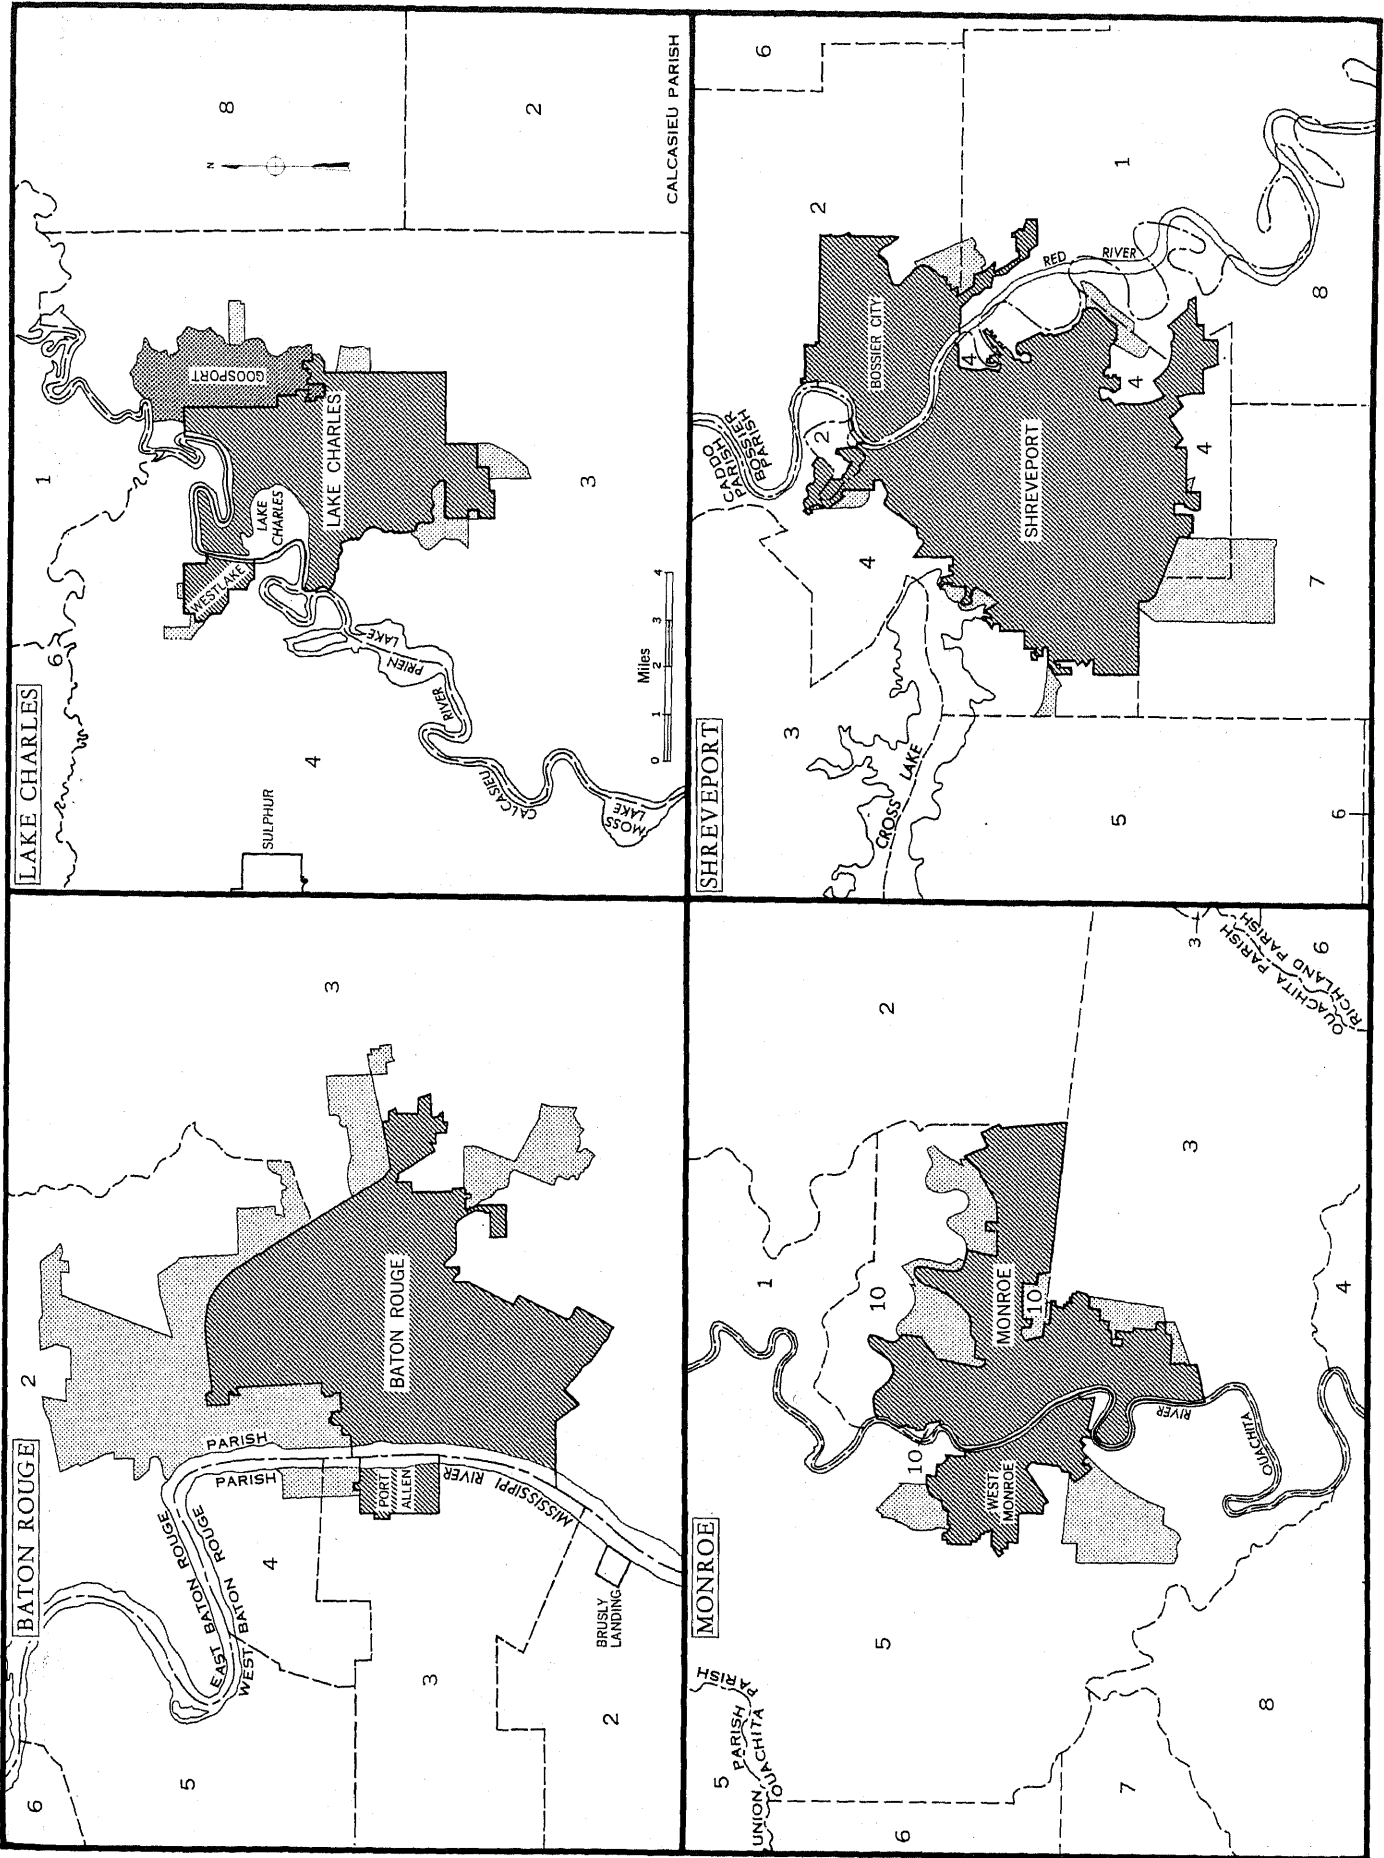 BATON ROUGE
6
5
2
EAST BATON ROUGE
PARISH
WEST BATON ROUGE
PARISH
4
3
3
2
BATON ROUGE
PORT
ALLEN
MISSISSIPPI
RIVER
BRUSLY
LANDING
LAKE CHARLES
6
1
8
N
2
4
3
SULPHUR
WESTLAKE
LAKE
CHARLES
LAKE CHARLES
GOOSPORT
PRIEN
LAKE
CALCASIEU
RIVER
MOSS
LAKE
Miles
0
1
2
3
4
CALCASIEU PARISH
MONROE
5
UNION
PARISH
OUACHITA
PARISH
6
5
10
1
10
2
WEST
MONROE
MONROE
10
7
8
3
4
OUACHITA
RIVER
3
6
OUACHITA PARISH
RICHLAND PARISH
SHREVEPORT
3
CADDO
PARISH
BOSSIER
PARISH
4
2
2
6
CROSS
LAKE
BOSSIER CITY
SHREVEPORT
4
4
4
RED
RIVER
1
5
6
7
8